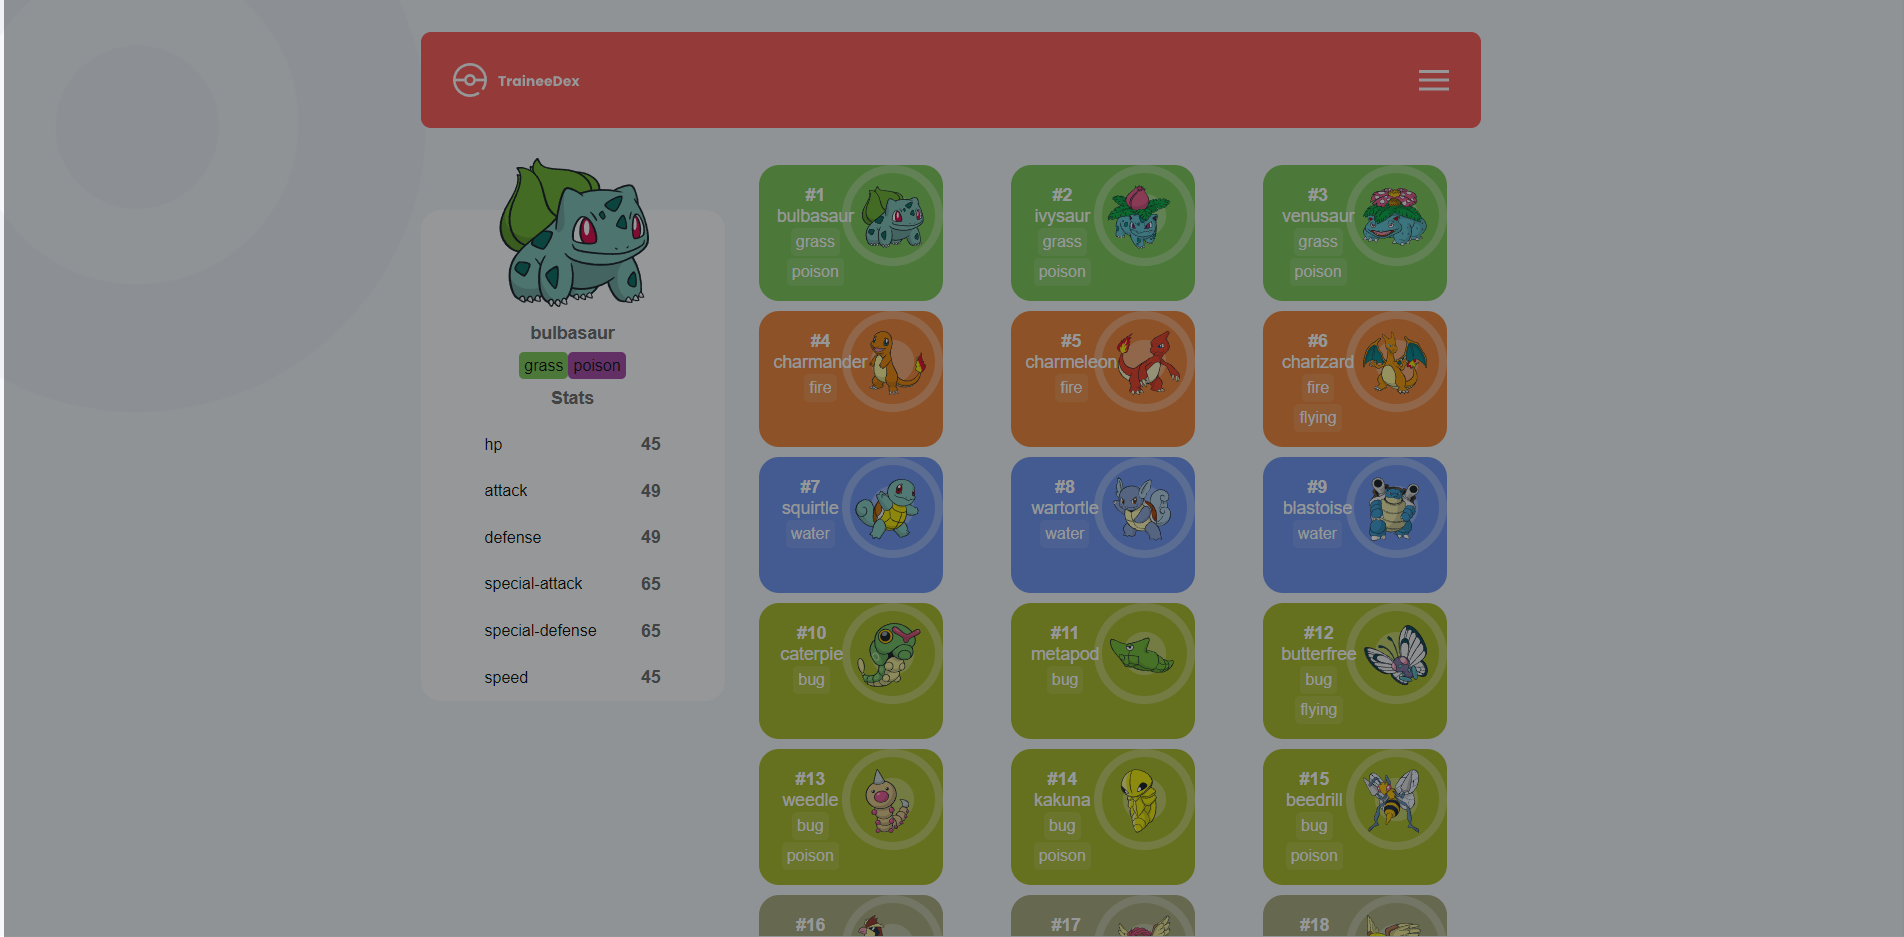 TraineeDex
bulbasaur
grass poison
Stats
hp 45
attack 49
defense 49
special-attack 65
special-defense 65
speed 45
#1
bulbasaur
grass
poison
#2
ivysaur
grass
poison
#3
venusaur
grass
poison
#4
charmander
fire
#5
charmeleon
fire
#6
charizard
fire
flying
#7
squirtle
water
#8
wartortle
water
#9
blastoise
water
#10
caterpie
bug
#11
metapod
bug
#12
butterfree
bug
flying
#13
weedle
bug
poison
#14
kakuna
bug
poison
#15
beedrill
bug
poison
#16
#17
#18